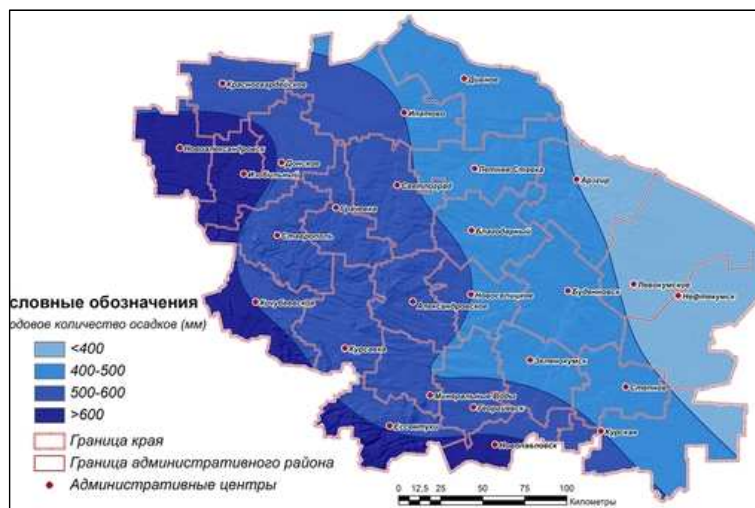 Красногвардейское
Дивное
Ипатово
Новоалександровск
Донское
Изобильный
Летняя Ставка
Арзгир
Светлоград
Грачевка
Ставрополь
Благодарный
Левокумское
Нефтекумск
Буденновск
Новоселицкое
Александровское
Кочубеевское
Курсавка
Зеленокумск
Степное
Минеральные Воды
Георгиевск
Ессентуки
Курская
Новопавловск
словные обозначения
одовое количество осадков (мм)
<400
400-500
500-600
>600
Граница края
Граница административного района
Административные центры
0 12,5 25 50 75 100
Километры